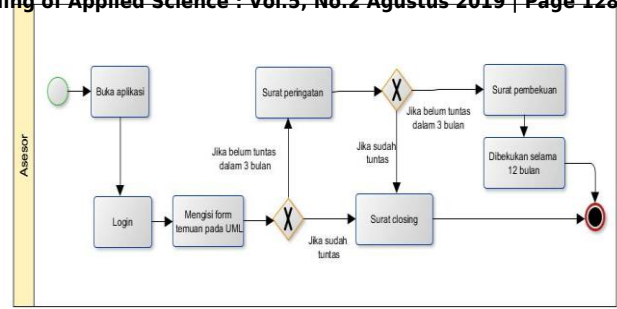 ing of Applied Science : Vol.5, No.2 Agustus 2019 | Page 128
Asesor
Buka aplikasi
Login
Mengisi form
temuan pada UML
Jika belum tuntas
dalam 3 bulan
Jika sudah
tuntas
Surat peringatan
Jika sudah
tuntas
Surat closing
Jika belum tuntas
dalam 3 bulan
Surat pembekuan
Dibekukan selama
12 bulan